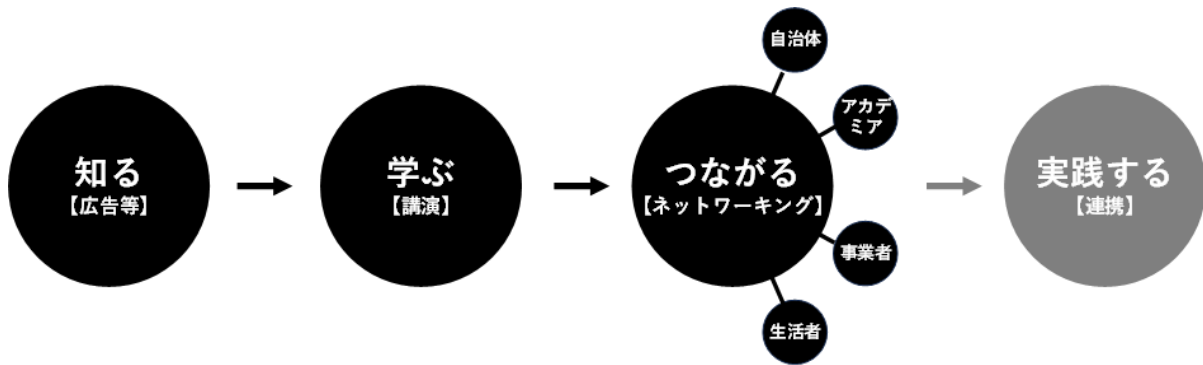 知る
【広告等】
学ぶ
【講演】
つながる
【ネットワーキング】
自治体
アカデ
ミア
事業者
生活者
実践する
【連携】